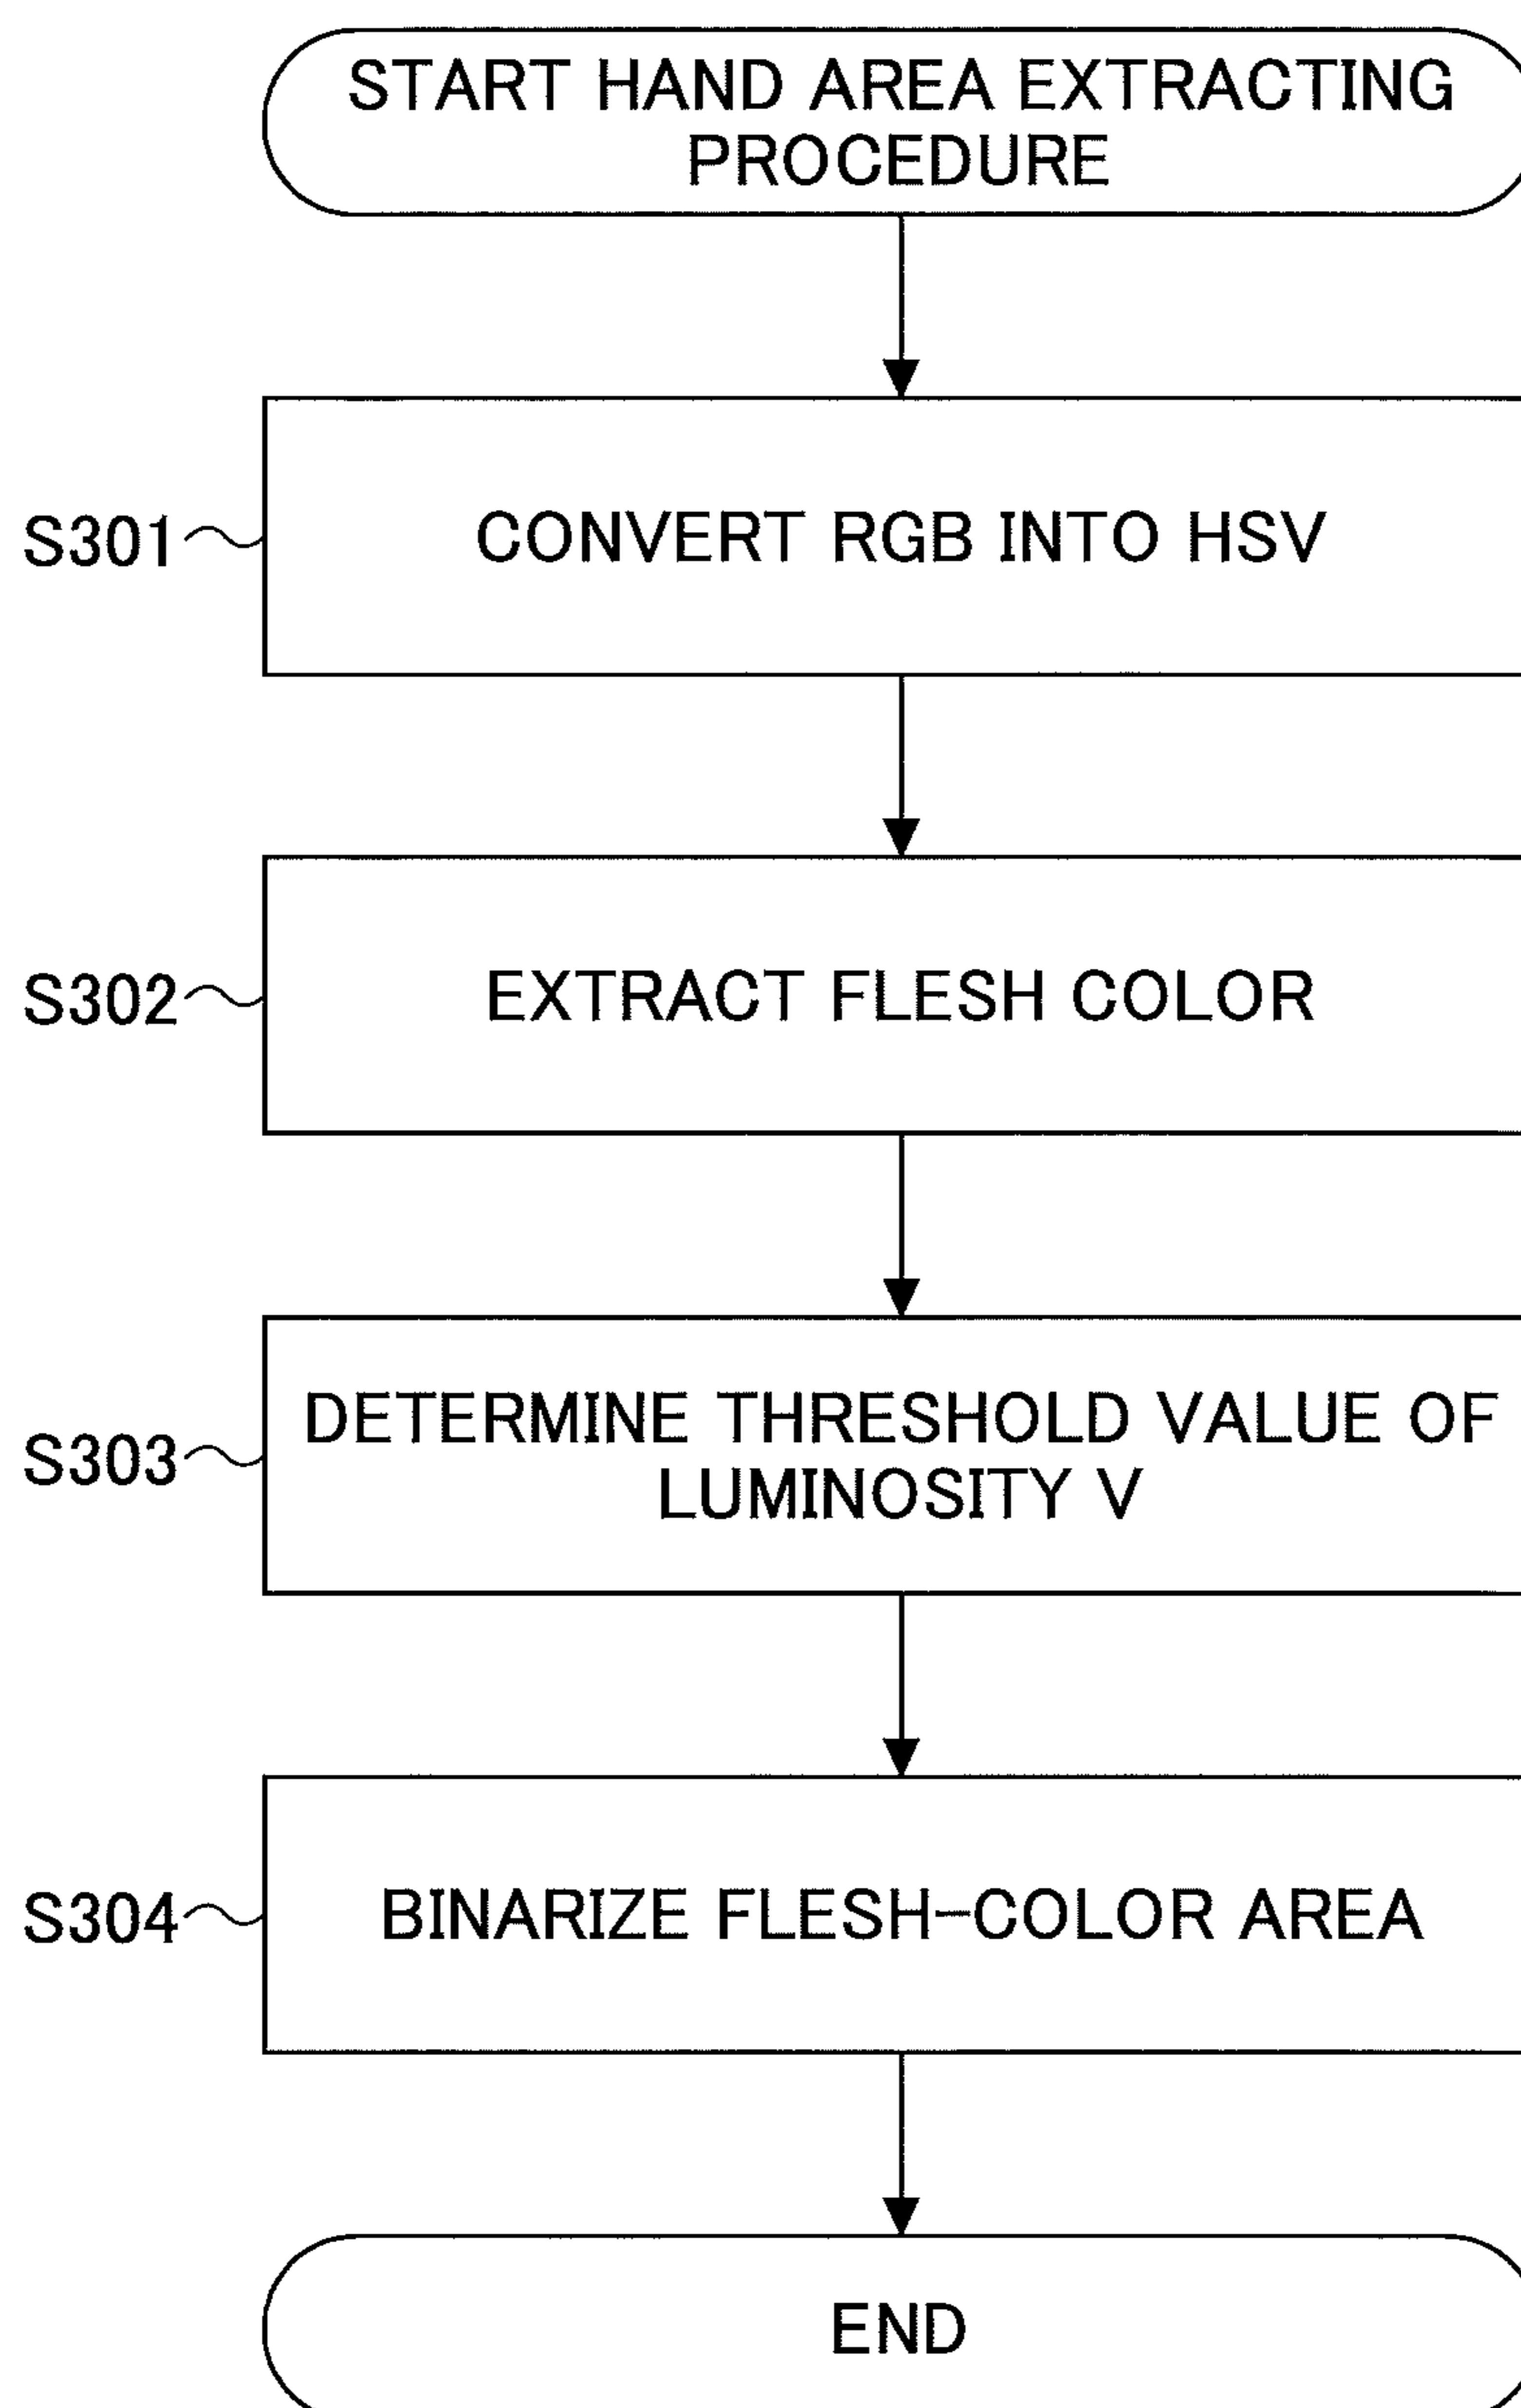 START HAND AREA EXTRACTING
PROCEDURE
S301
CONVERT RGB INTO HSV
S302
EXTRACT FLESH COLOR
S303
DETERMINE THRESHOLD VALUE OF
LUMINOSITY V
S304
BINARIZE FLESH-COLOR AREA
END